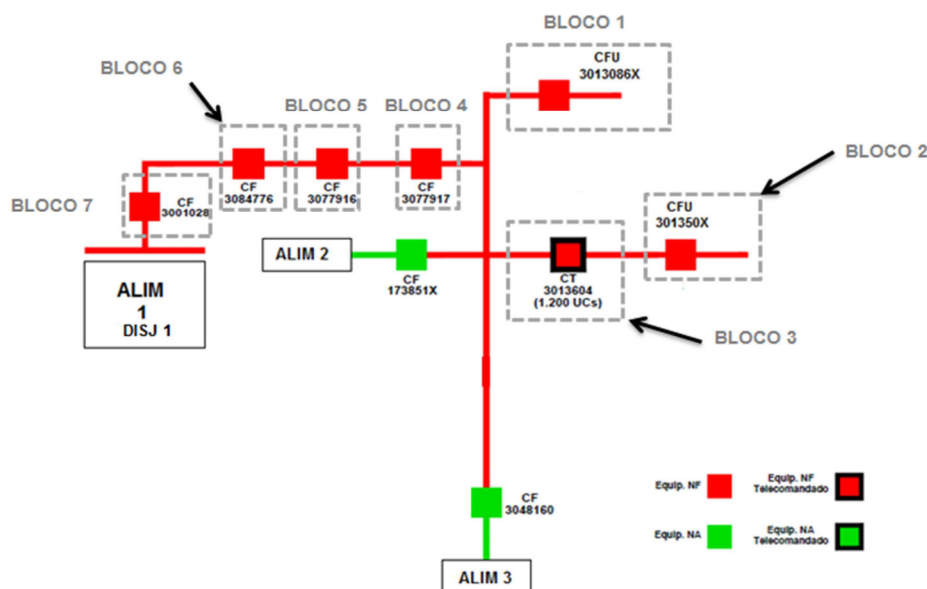 BLOCO 1
CFU
3013086X
BLOCO 6
BLOCO 5
BLOCO 4
CF
3084776
CF
3077916
CF
3077917
BLOCO 2
BLOCO 7
CF
3001028
CFU
301350X
ALIM 2
CF
173851X
CT
3013604
(1.200 UCs)
ALIM
1
DISJ 1
BLOCO 3
Equip. NF
Equip. NF
Telecomandado
CF
3048160
Equip. NA
Equip. NA
Telecomandado
ALIM 3